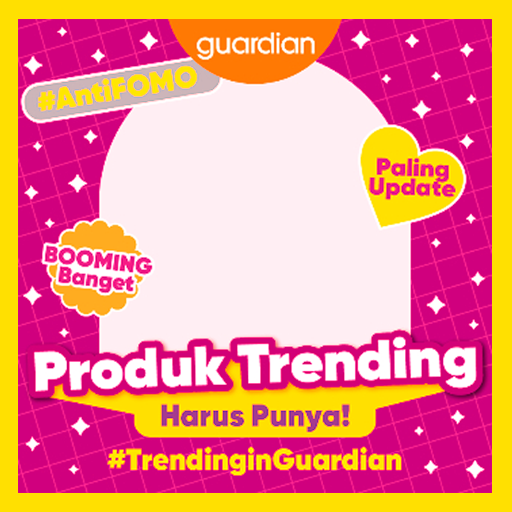 guardian
#AntiFOMO
Paling
Update
BOOMING
Banget
Produk Trending
Harus Punya!
#TrendinginGuardian